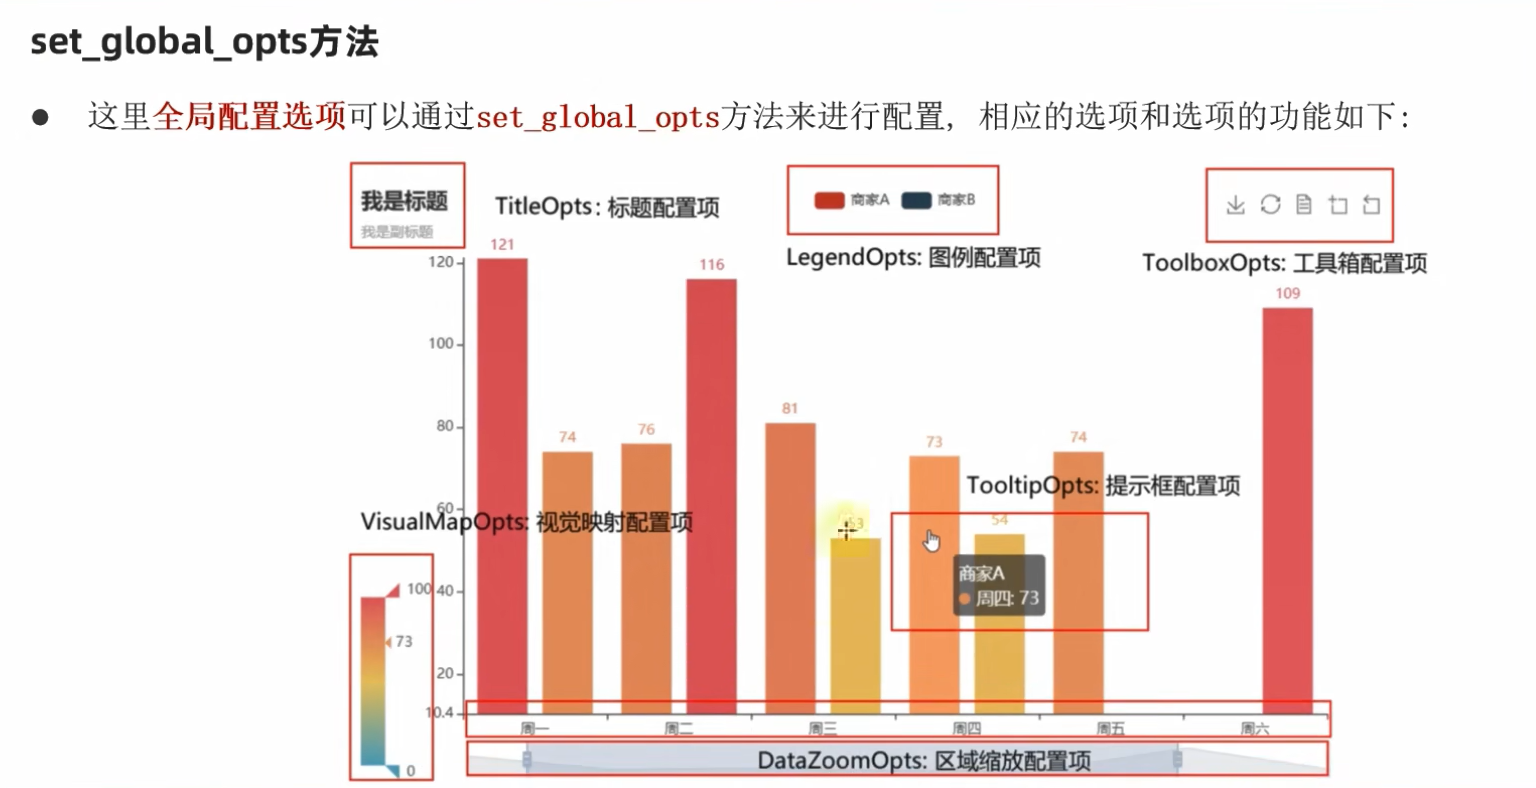 set_global_opts方法
● 这里全局配置选项可以通过set_global_opts方法来进行配置, 相应的选项和选项的功能如下:
我是标题
我是副标题
TitleOpts: 标题配置项
商家A 商家B
LegendOpts: 图例配置项
ToolboxOpts: 工具箱配置项
121
116
109
120
100
81
80
74
76
73
74
TooltipOpts: 提示框配置项
60
VisualMapOpts: 视觉映射配置项
53
54
商家A
周四: 73
100
40
73
20
10.4
0
周一 周二 周三 周四 周五 周六
DataZoomOpts: 区域缩放配置项